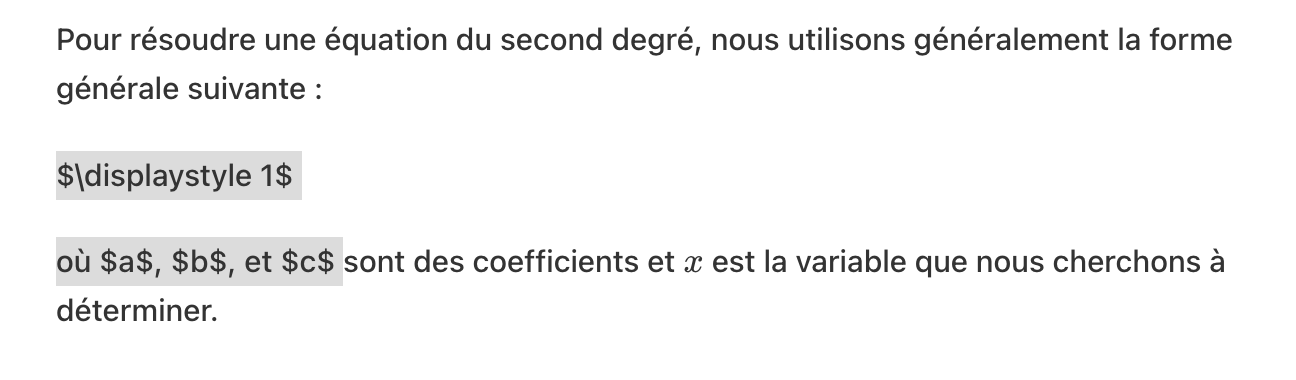 Pour résoudre une équation du second degré, nous utilisons généralement la forme
générale suivante :
$\displaystyle 1$
où $a$, $b$, et $c$ sont des coefficients et x est la variable que nous cherchons à
déterminer.